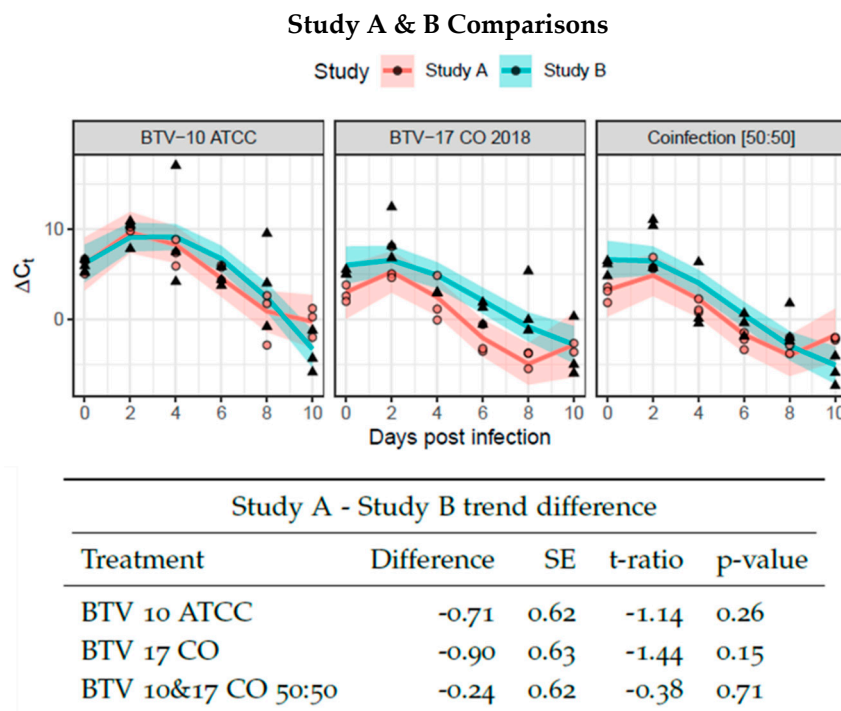 Study A & B Comparisons
Study Study A Study B
BTV−10 ATCC BTV−17 CO 2018 Coinfection [50:50]
10
0
ΔCt
0 2 4 6 8 10 0 2 4 6 8 10 0 2 4 6 8 10
Days post infection
Study A - Study B trend difference
Treatment Difference SE t-ratio p-value
BTV 10 ATCC -0.71 0.62 -1.14 0.26
BTV 17 CO -0.90 0.63 -1.44 0.15
BTV 10&17 CO 50:50 -0.24 0.62 -0.38 0.71